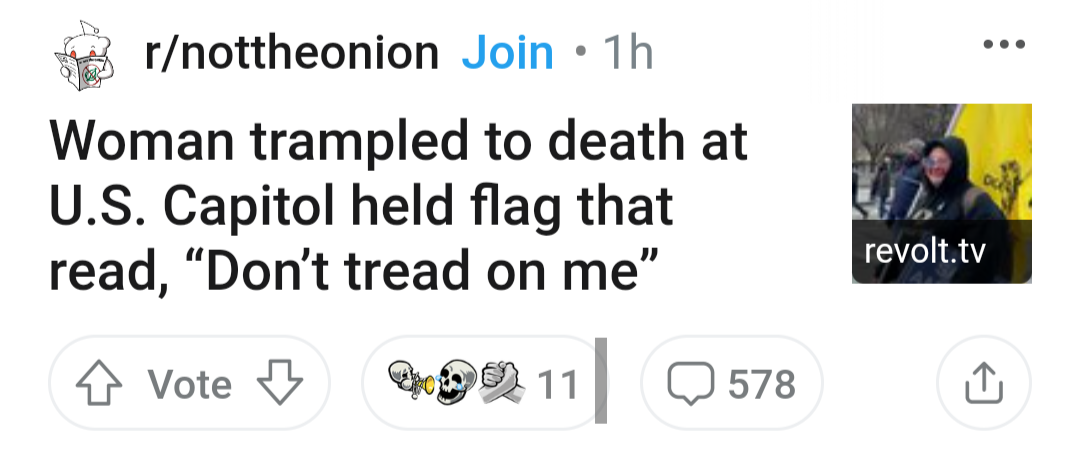 r/nottheonion Join • 1h
Woman trampled to death at
U.S. Capitol held flag that
read, “Don’t tread on me”
revolt.tv
Vote
11
578